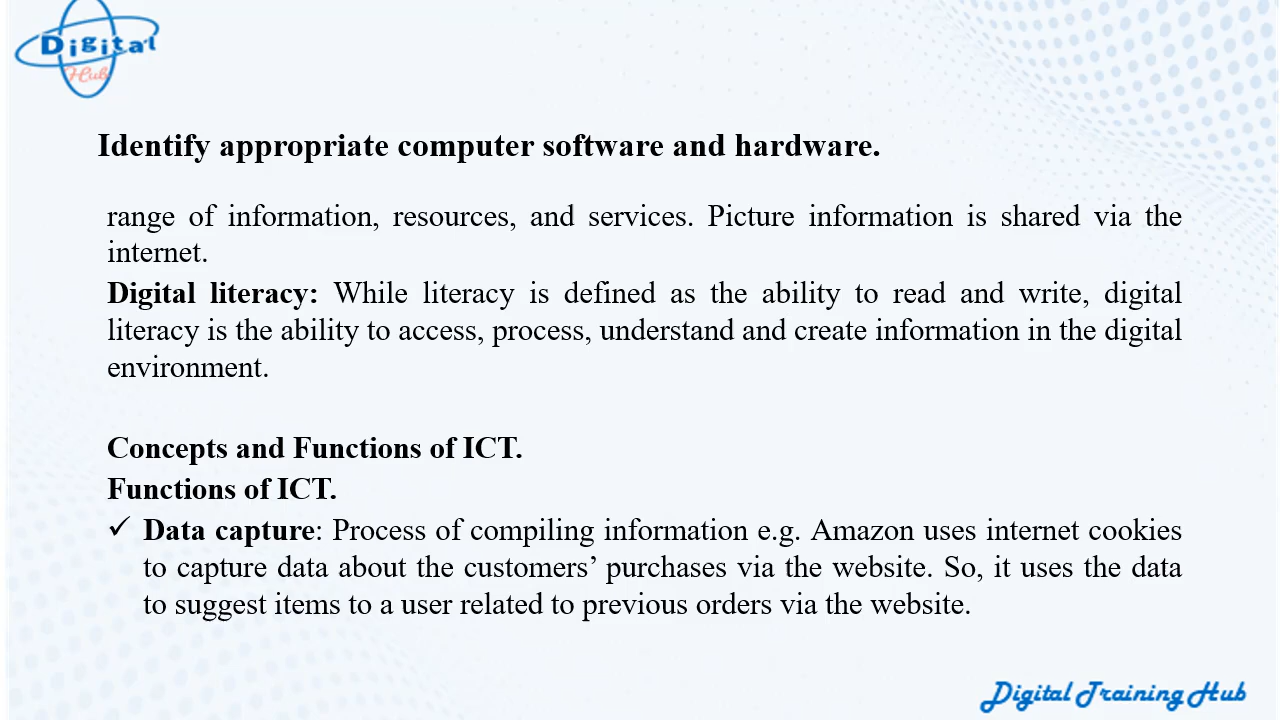 Digital
Hub
Identify appropriate computer software and hardware.
range of information, resources, and services. Picture information is shared via the
internet.
Digital literacy: While literacy is defined as the ability to read and write, digital
literacy is the ability to access, process, understand and create information in the digital
environment.
Concepts and Functions of ICT.
Functions of ICT.
✓ Data capture: Process of compiling information e.g. Amazon uses internet cookies
to capture data about the customers’ purchases via the website. So, it uses the data
to suggest items to a user related to previous orders via the website.
Digital Training Hub